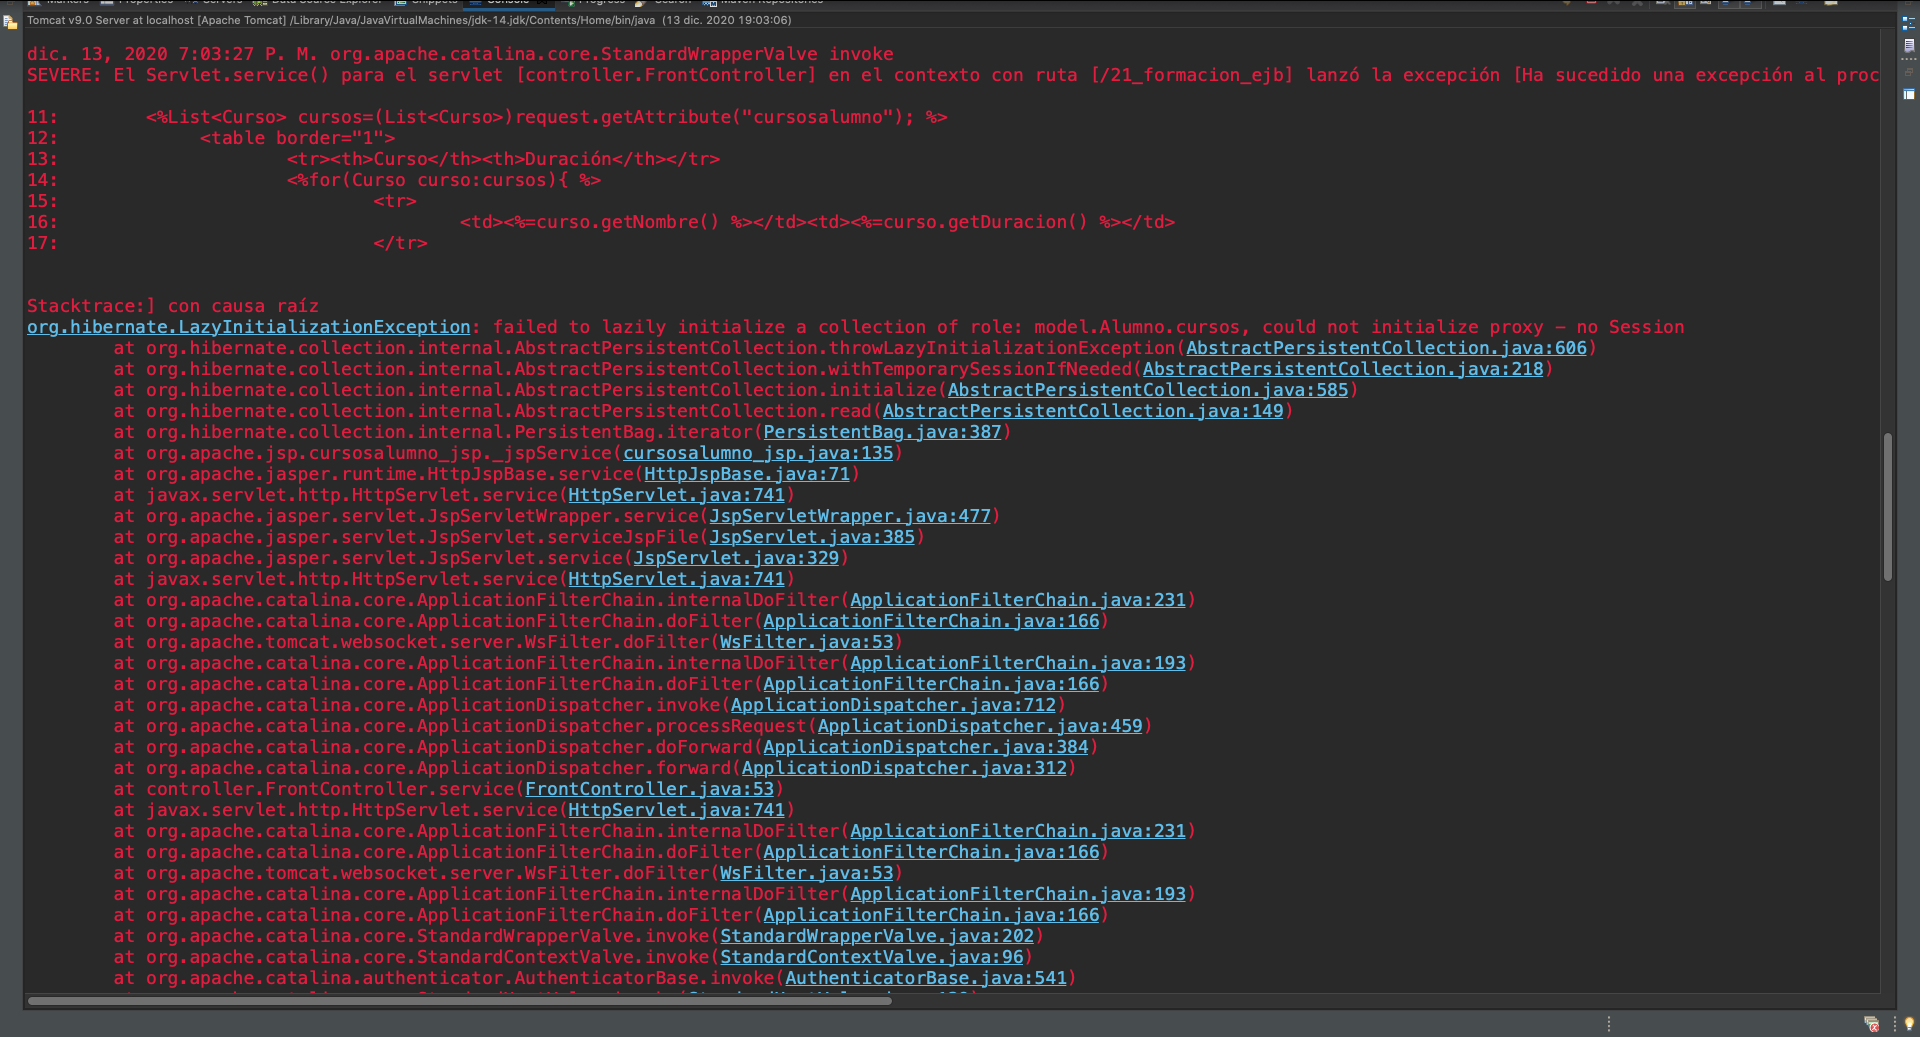 Tomcat v9.0 Server at localhost [Apache Tomcat] /Library/Java/JavaVirtualMachines/jdk-14.jdk/Contents/Home/bin/java  (13 dic. 2020 19:03:06)
dic. 13, 2020 7:03:27 P. M. org.apache.catalina.core.StandardWrapperValve invoke
SEVERE: El Servlet.service() para el servlet [controller.FrontController] en el contexto con ruta [/21_formacion_ejb] lanzó la excepción [Ha sucedido una excepción al proc
11: <%List<Curso> cursos=(List<Curso>)request.getAttribute("cursosalumno"); %>
12: <table border="1">
13: <tr><th>Curso</th><th>Duración</th></tr>
14: <%for(Curso curso:cursos){ %>
15: <tr>
16: <td><%=curso.getNombre() %></td><td><%=curso.getDuracion() %></td>
17: </tr>
Stacktrace:] con causa raíz
org.hibernate.LazyInitializationException: failed to lazily initialize a collection of role: model.Alumno.cursos, could not initialize proxy – no Session
at org.hibernate.collection.internal.AbstractPersistentCollection.throwLazyInitializationException(AbstractPersistentCollection.java:606)
at org.hibernate.collection.internal.AbstractPersistentCollection.withTemporarySessionIfNeeded(AbstractPersistentCollection.java:218)
at org.hibernate.collection.internal.AbstractPersistentCollection.initialize(AbstractPersistentCollection.java:585)
at org.hibernate.collection.internal.AbstractPersistentCollection.read(AbstractPersistentCollection.java:149)
at org.hibernate.collection.internal.PersistentBag.iterator(PersistentBag.java:387)
at org.apache.jsp.cursosalumno_jsp._jspService(cursosalumno_jsp.java:135)
at org.apache.jasper.runtime.HttpJspBase.service(HttpJspBase.java:71)
at javax.servlet.http.HttpServlet.service(HttpServlet.java:741)
at org.apache.jasper.servlet.JspServletWrapper.service(JspServletWrapper.java:477)
at org.apache.jasper.servlet.JspServlet.serviceJspFile(JspServlet.java:385)
at org.apache.jasper.servlet.JspServlet.service(JspServlet.java:329)
at javax.servlet.http.HttpServlet.service(HttpServlet.java:741)
at org.apache.catalina.core.ApplicationFilterChain.internalDoFilter(ApplicationFilterChain.java:231)
at org.apache.catalina.core.ApplicationFilterChain.doFilter(ApplicationFilterChain.java:166)
at org.apache.tomcat.websocket.server.WsFilter.doFilter(WsFilter.java:53)
at org.apache.catalina.core.ApplicationFilterChain.internalDoFilter(ApplicationFilterChain.java:193)
at org.apache.catalina.core.ApplicationFilterChain.doFilter(ApplicationFilterChain.java:166)
at org.apache.catalina.core.ApplicationDispatcher.invoke(ApplicationDispatcher.java:712)
at org.apache.catalina.core.ApplicationDispatcher.processRequest(ApplicationDispatcher.java:459)
at org.apache.catalina.core.ApplicationDispatcher.doForward(ApplicationDispatcher.java:384)
at org.apache.catalina.core.ApplicationDispatcher.forward(ApplicationDispatcher.java:312)
at controller.FrontController.service(FrontController.java:53)
at javax.servlet.http.HttpServlet.service(HttpServlet.java:741)
at org.apache.catalina.core.ApplicationFilterChain.internalDoFilter(ApplicationFilterChain.java:231)
at org.apache.catalina.core.ApplicationFilterChain.doFilter(ApplicationFilterChain.java:166)
at org.apache.tomcat.websocket.server.WsFilter.doFilter(WsFilter.java:53)
at org.apache.catalina.core.ApplicationFilterChain.internalDoFilter(ApplicationFilterChain.java:193)
at org.apache.catalina.core.ApplicationFilterChain.doFilter(ApplicationFilterChain.java:166)
at org.apache.catalina.core.StandardWrapperValve.invoke(StandardWrapperValve.java:202)
at org.apache.catalina.core.StandardContextValve.invoke(StandardContextValve.java:96)
at org.apache.catalina.authenticator.AuthenticatorBase.invoke(AuthenticatorBase.java:541)